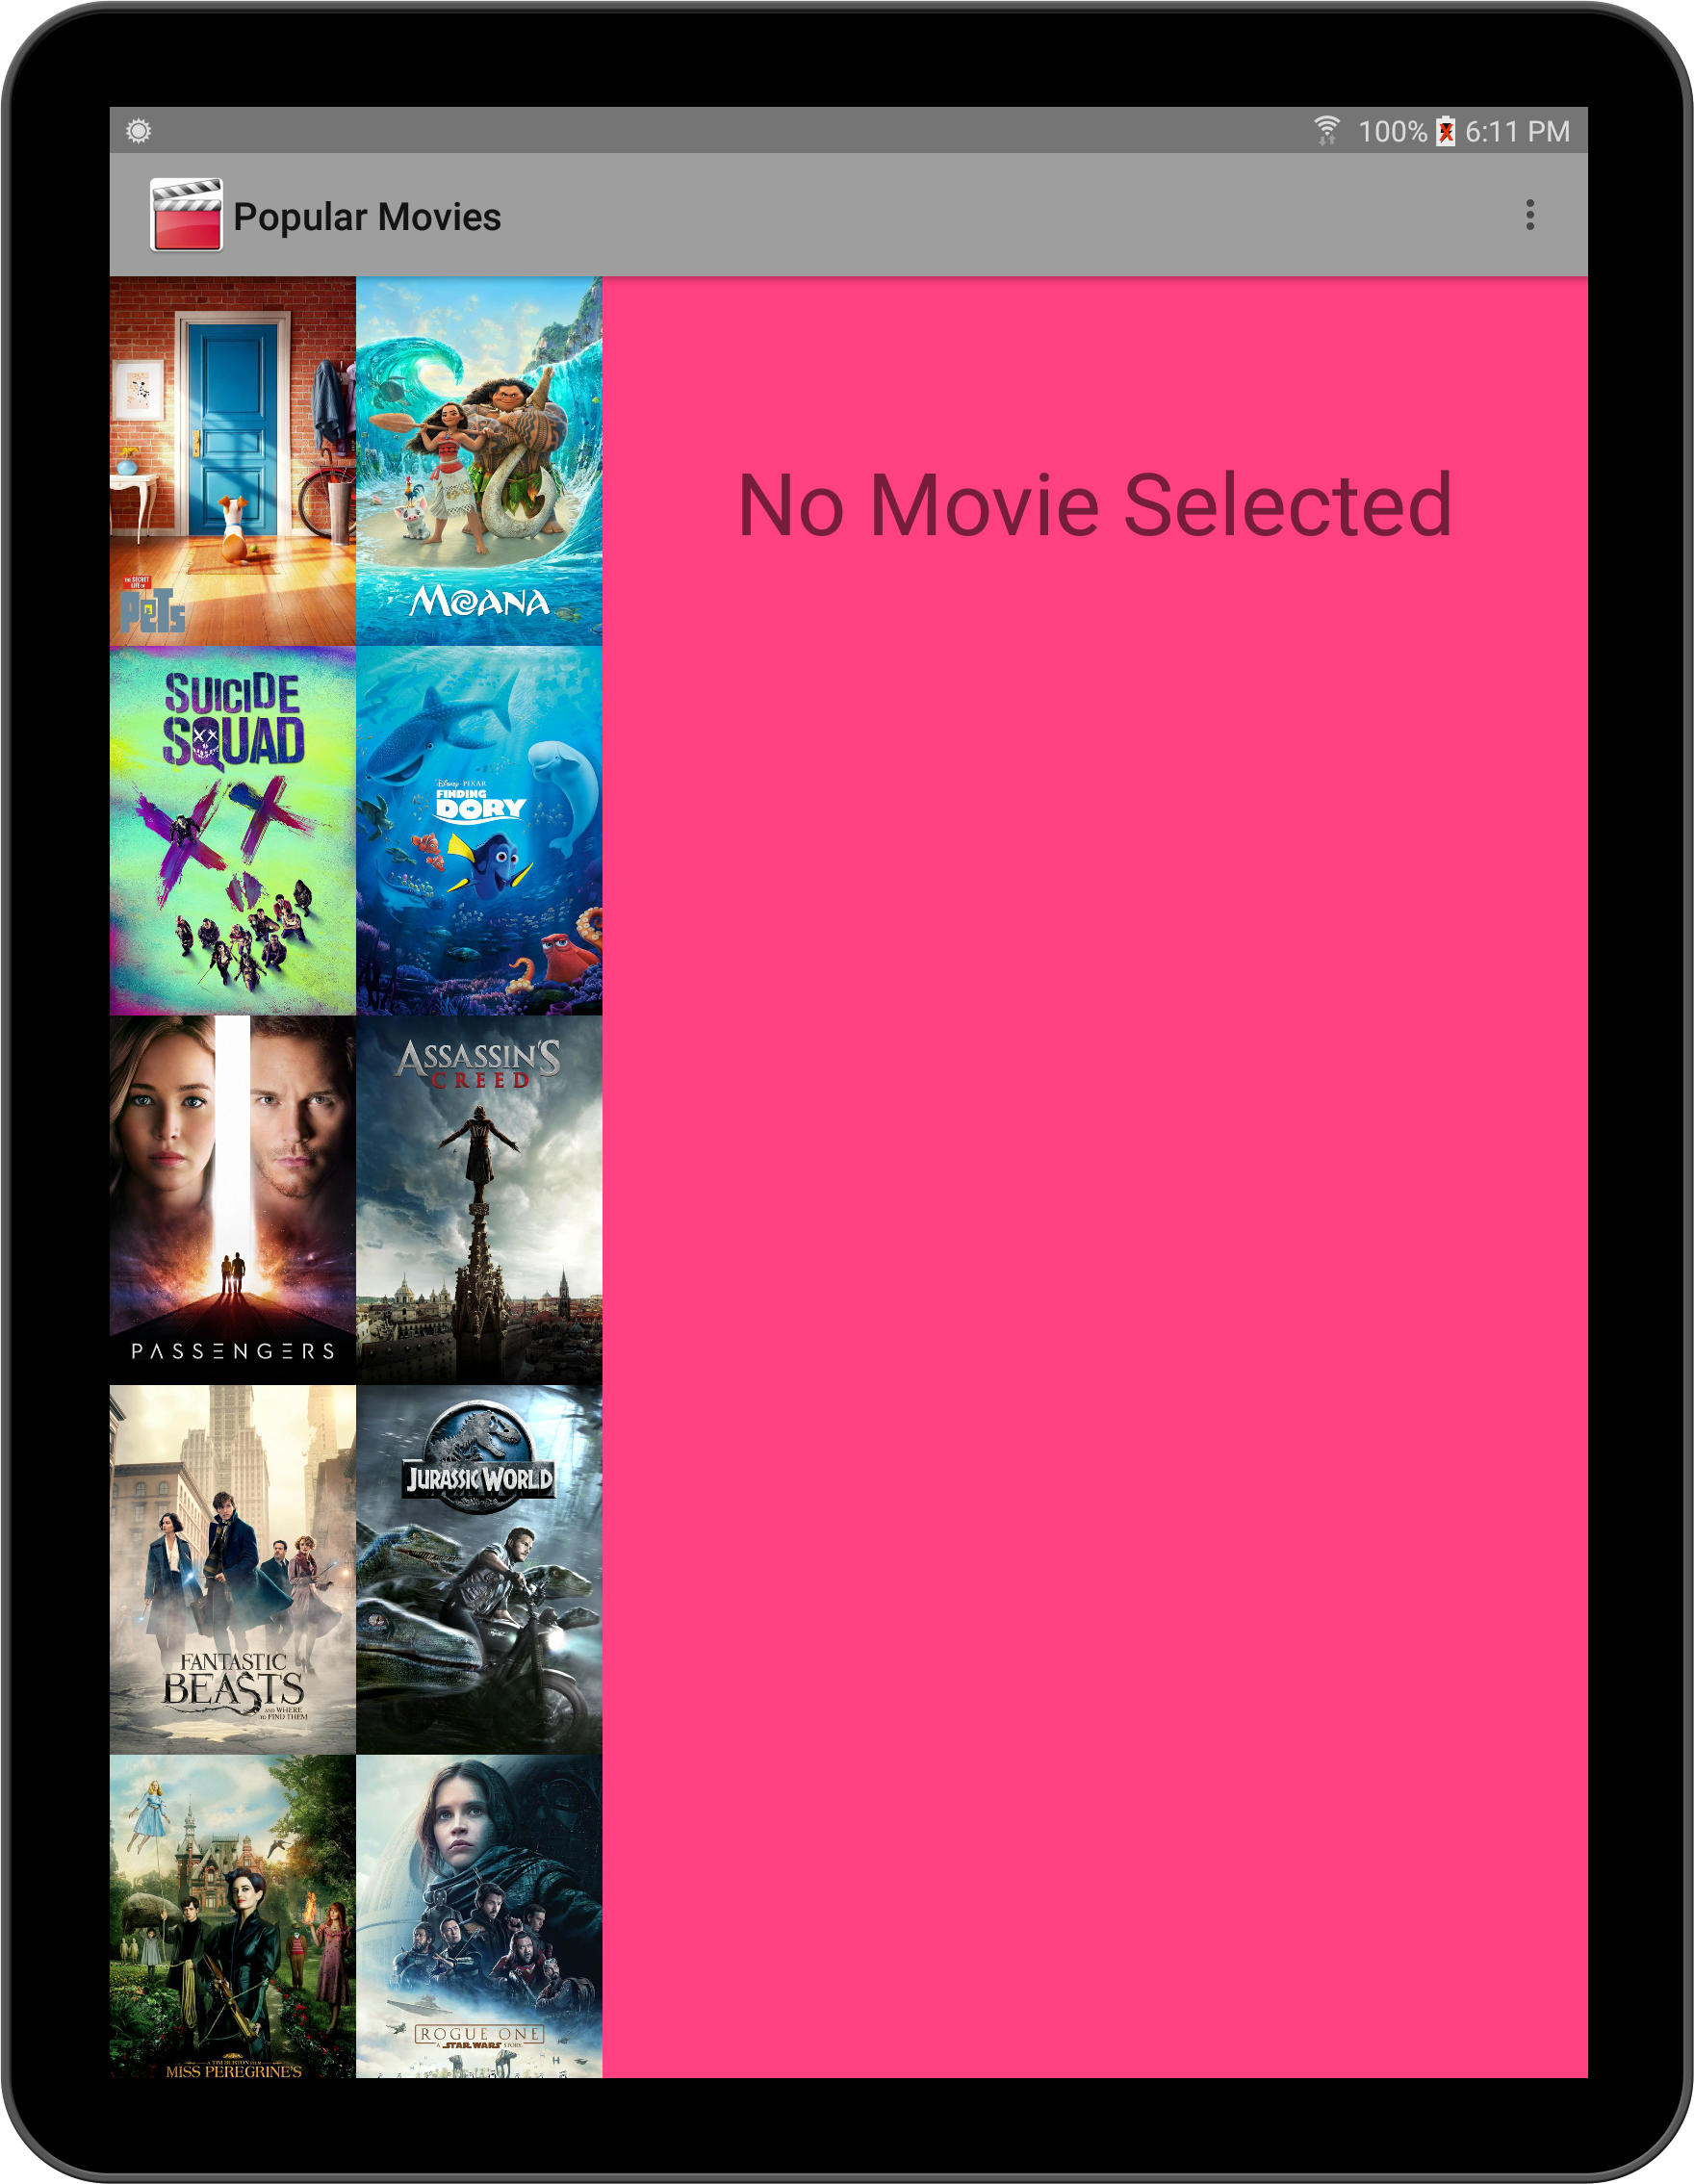 100% 6:11 PM
Popular Movies
No Movie Selected
THE SECRET
LIFE OF
PeTs
MOANA
SUICIDE
SQUAD
Disney PIXAR
FINDING
DORY
PASSENGERS
ASSASSIN'S
CREED
FANTASTIC
BEASTS
AND WHERE
TO FIND THEM
JURASSIC WORLD
A TIM BURTON FILM
MISS PEREGRINE'S
ROGUE ONE
A STAR WARS STORY